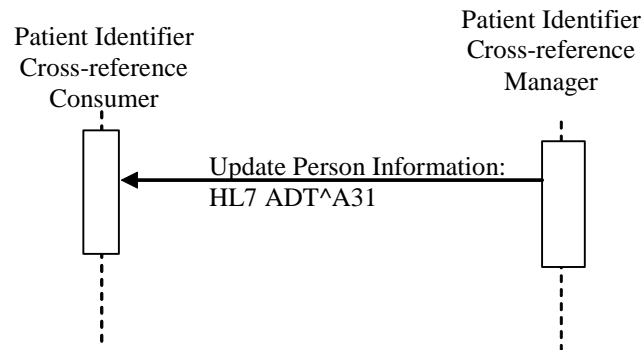 Patient Identifier
Cross-reference
Consumer
Patient Identifier
Cross-reference
Manager
Update Person Information:
HL7 ADT^A31